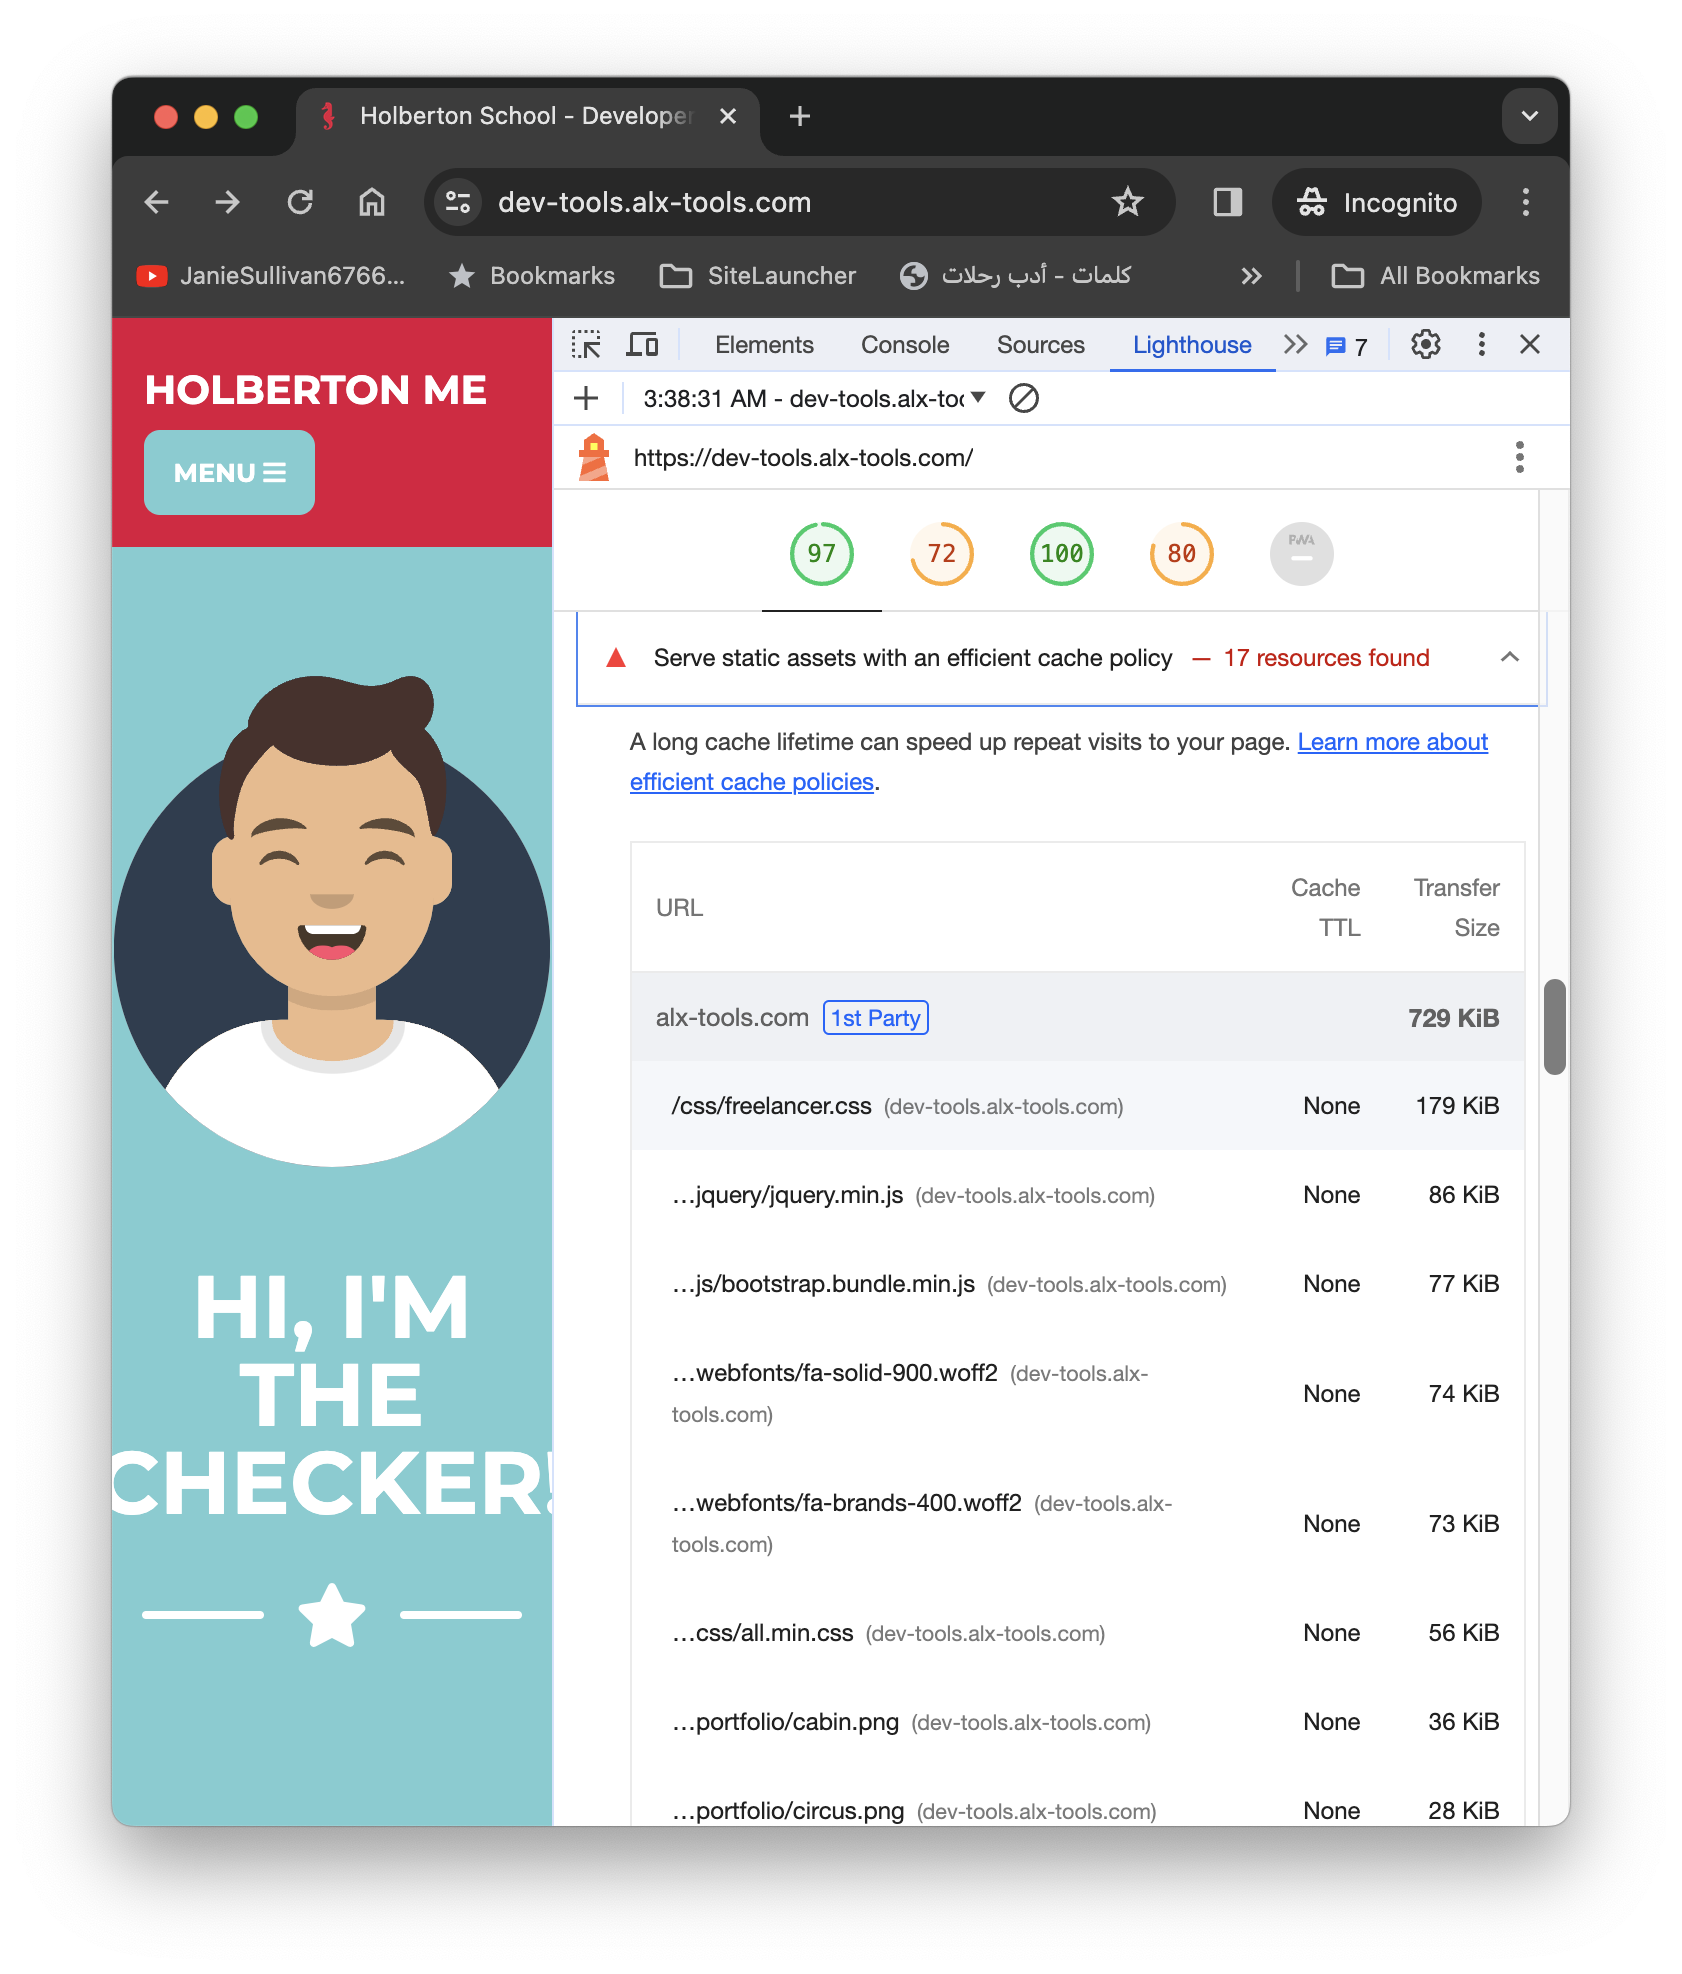 Holberton School - Developer
dev-tools.alx-tools.com
Incognito
JanieSullivan6766...
Bookmarks
SiteLauncher
كلمات - أدب رحلات
All Bookmarks
HOLBERTON ME
MENU
HI, I'M
THE
CHECKER!
Elements
Console
Sources
Lighthouse
7
3:38:31 AM - dev-tools.alx-too
https://dev-tools.alx-tools.com/
97
72
100
80
PWA
Serve static assets with an efficient cache policy — 17 resources found
A long cache lifetime can speed up repeat visits to your page. Learn more about
efficient cache policies.
URL
Cache
TTL
Transfer
Size
alx-tools.com 1st Party 729 KiB
/css/freelancer.css (dev-tools.alx-tools.com) None 179 KiB
…jquery/jquery.min.js (dev-tools.alx-tools.com) None 86 KiB
…js/bootstrap.bundle.min.js (dev-tools.alx-tools.com) None 77 KiB
…webfonts/fa-solid-900.woff2 (dev-tools.alx-
tools.com) None 74 KiB
…webfonts/fa-brands-400.woff2 (dev-tools.alx-
tools.com) None 73 KiB
…css/all.min.css (dev-tools.alx-tools.com) None 56 KiB
…portfolio/cabin.png (dev-tools.alx-tools.com) None 36 KiB
…portfolio/circus.png (dev-tools.alx-tools.com) None 28 KiB